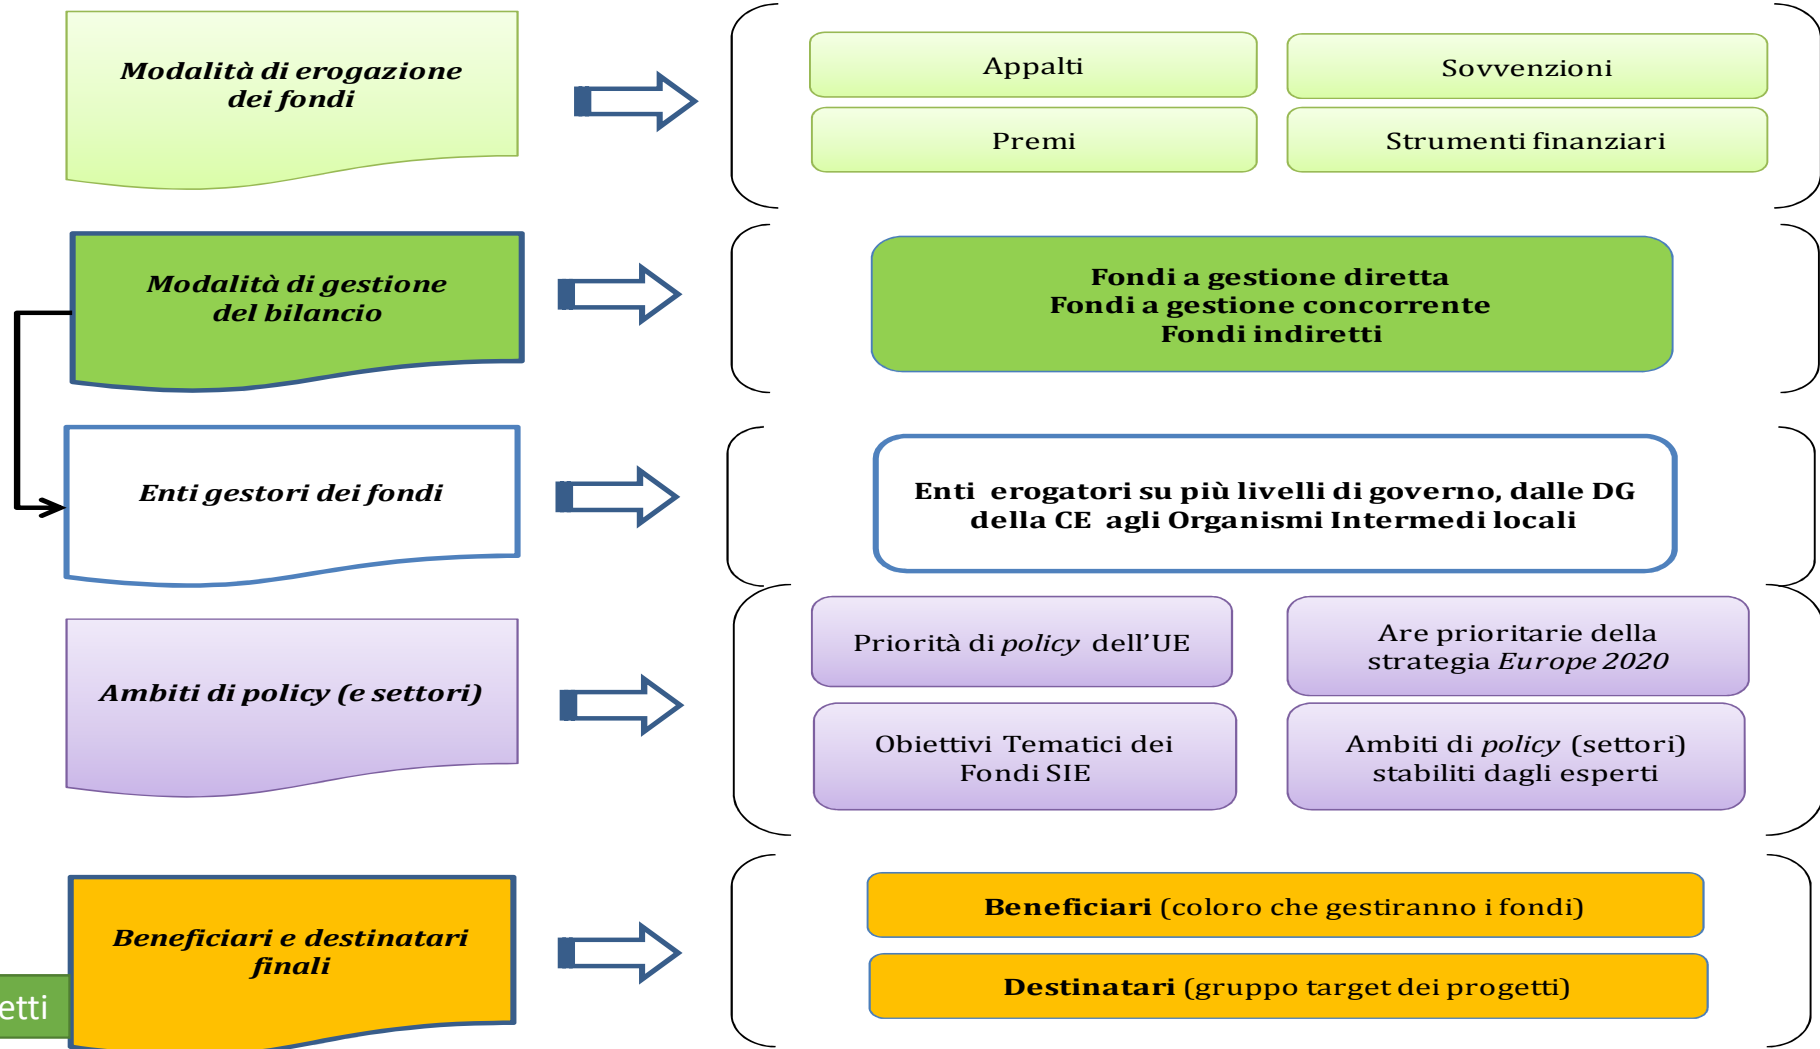 Modalità di erogazione
dei fondi
Appalti
Sovvenzioni
Premi
Strumenti finanziari
Modalità di gestione
del bilancio
Fondi a gestione diretta
Fondi a gestione concorrente
Fondi indiretti
Enti gestori dei fondi
Enti erogatori su più livelli di governo, dalle DG
della CE agli Organismi Intermedi locali
Ambiti di policy (e settori)
Priorità di policy dell’UE
Are prioritarie della
strategia Europe 2020
Obiettivi Tematici dei
Fondi SIE
Ambiti di policy (settori)
stabiliti dagli esperti
Beneficiari e destinatari
finali
Beneficiari (coloro che gestiranno i fondi)
Destinatari (gruppo target dei progetti)
etti